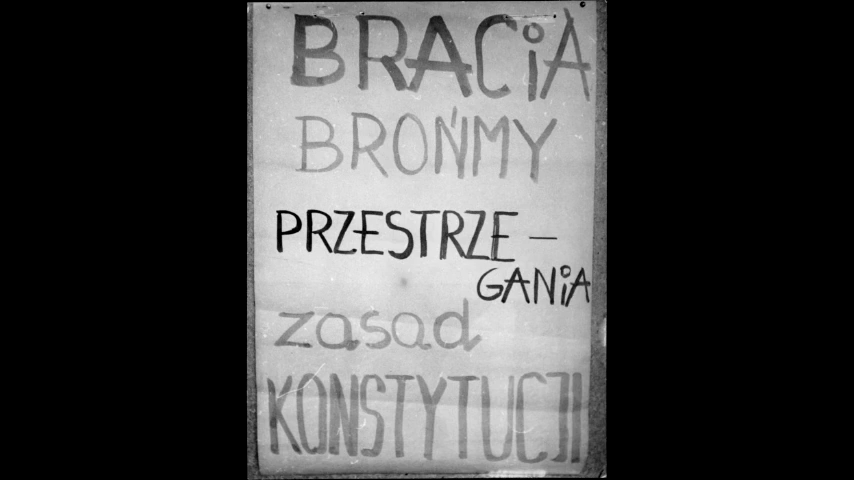 BRACiA
BROŃMY
PRZESTRZE –
GANiA
zasad
KONSTYTUCJI